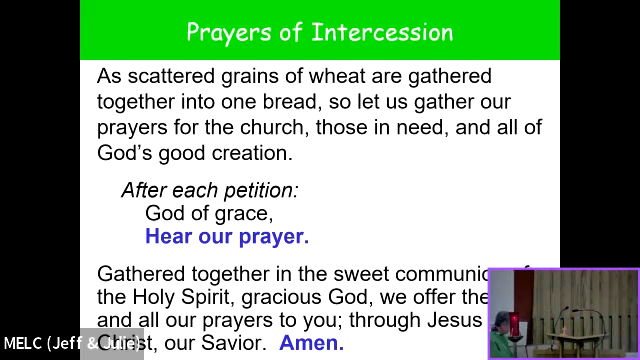 Prayers of Intercession
As scattered grains of wheat are gathered
together into one bread, so let us gather our
prayers for the church, those in need, and all of
God's good creation.
After each petition:
God of grace,
Hear our prayer.
Gathered together in the sweet
the Holy Spirit, gracious God, we offer
and all our prayers to you; through Jesus
Christ, our Savior. Amen.
MELC (Jeff & Julie)